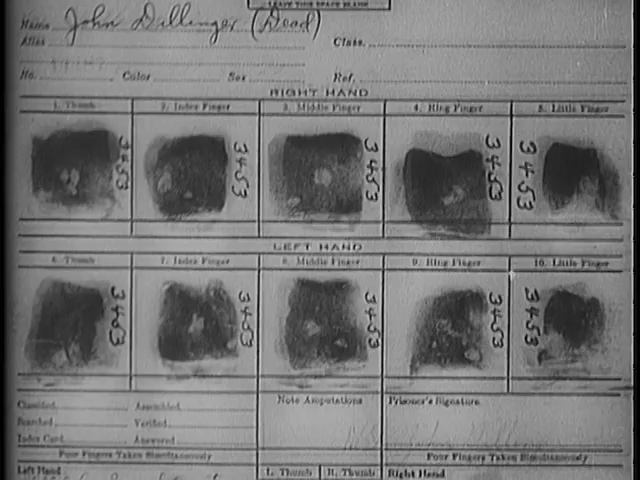 LEAVE THIS SPACE BLANK
Name John Dillinger (Dead)
Alias Class.
No. Color Sex Ref.
RIGHT HAND
1. Thumb 2. Index Finger 3. Middle Finger 4. Ring Finger 5. Little Finger
3453 3453 3453 3453 3453
LEFT HAND
6. Thumb 7. Index Finger 8. Middle Finger 9. Ring Finger 10. Little Finger
3453 3453 3453 3453 3453
Classified Assembled Note Amputations Prisoner's Signature
Searched Verified
Index Card Answered
Four Fingers Taken Simultaneously Four Fingers Taken Simultaneously
Left Hand L. Thumb R. Thumb Right Hand